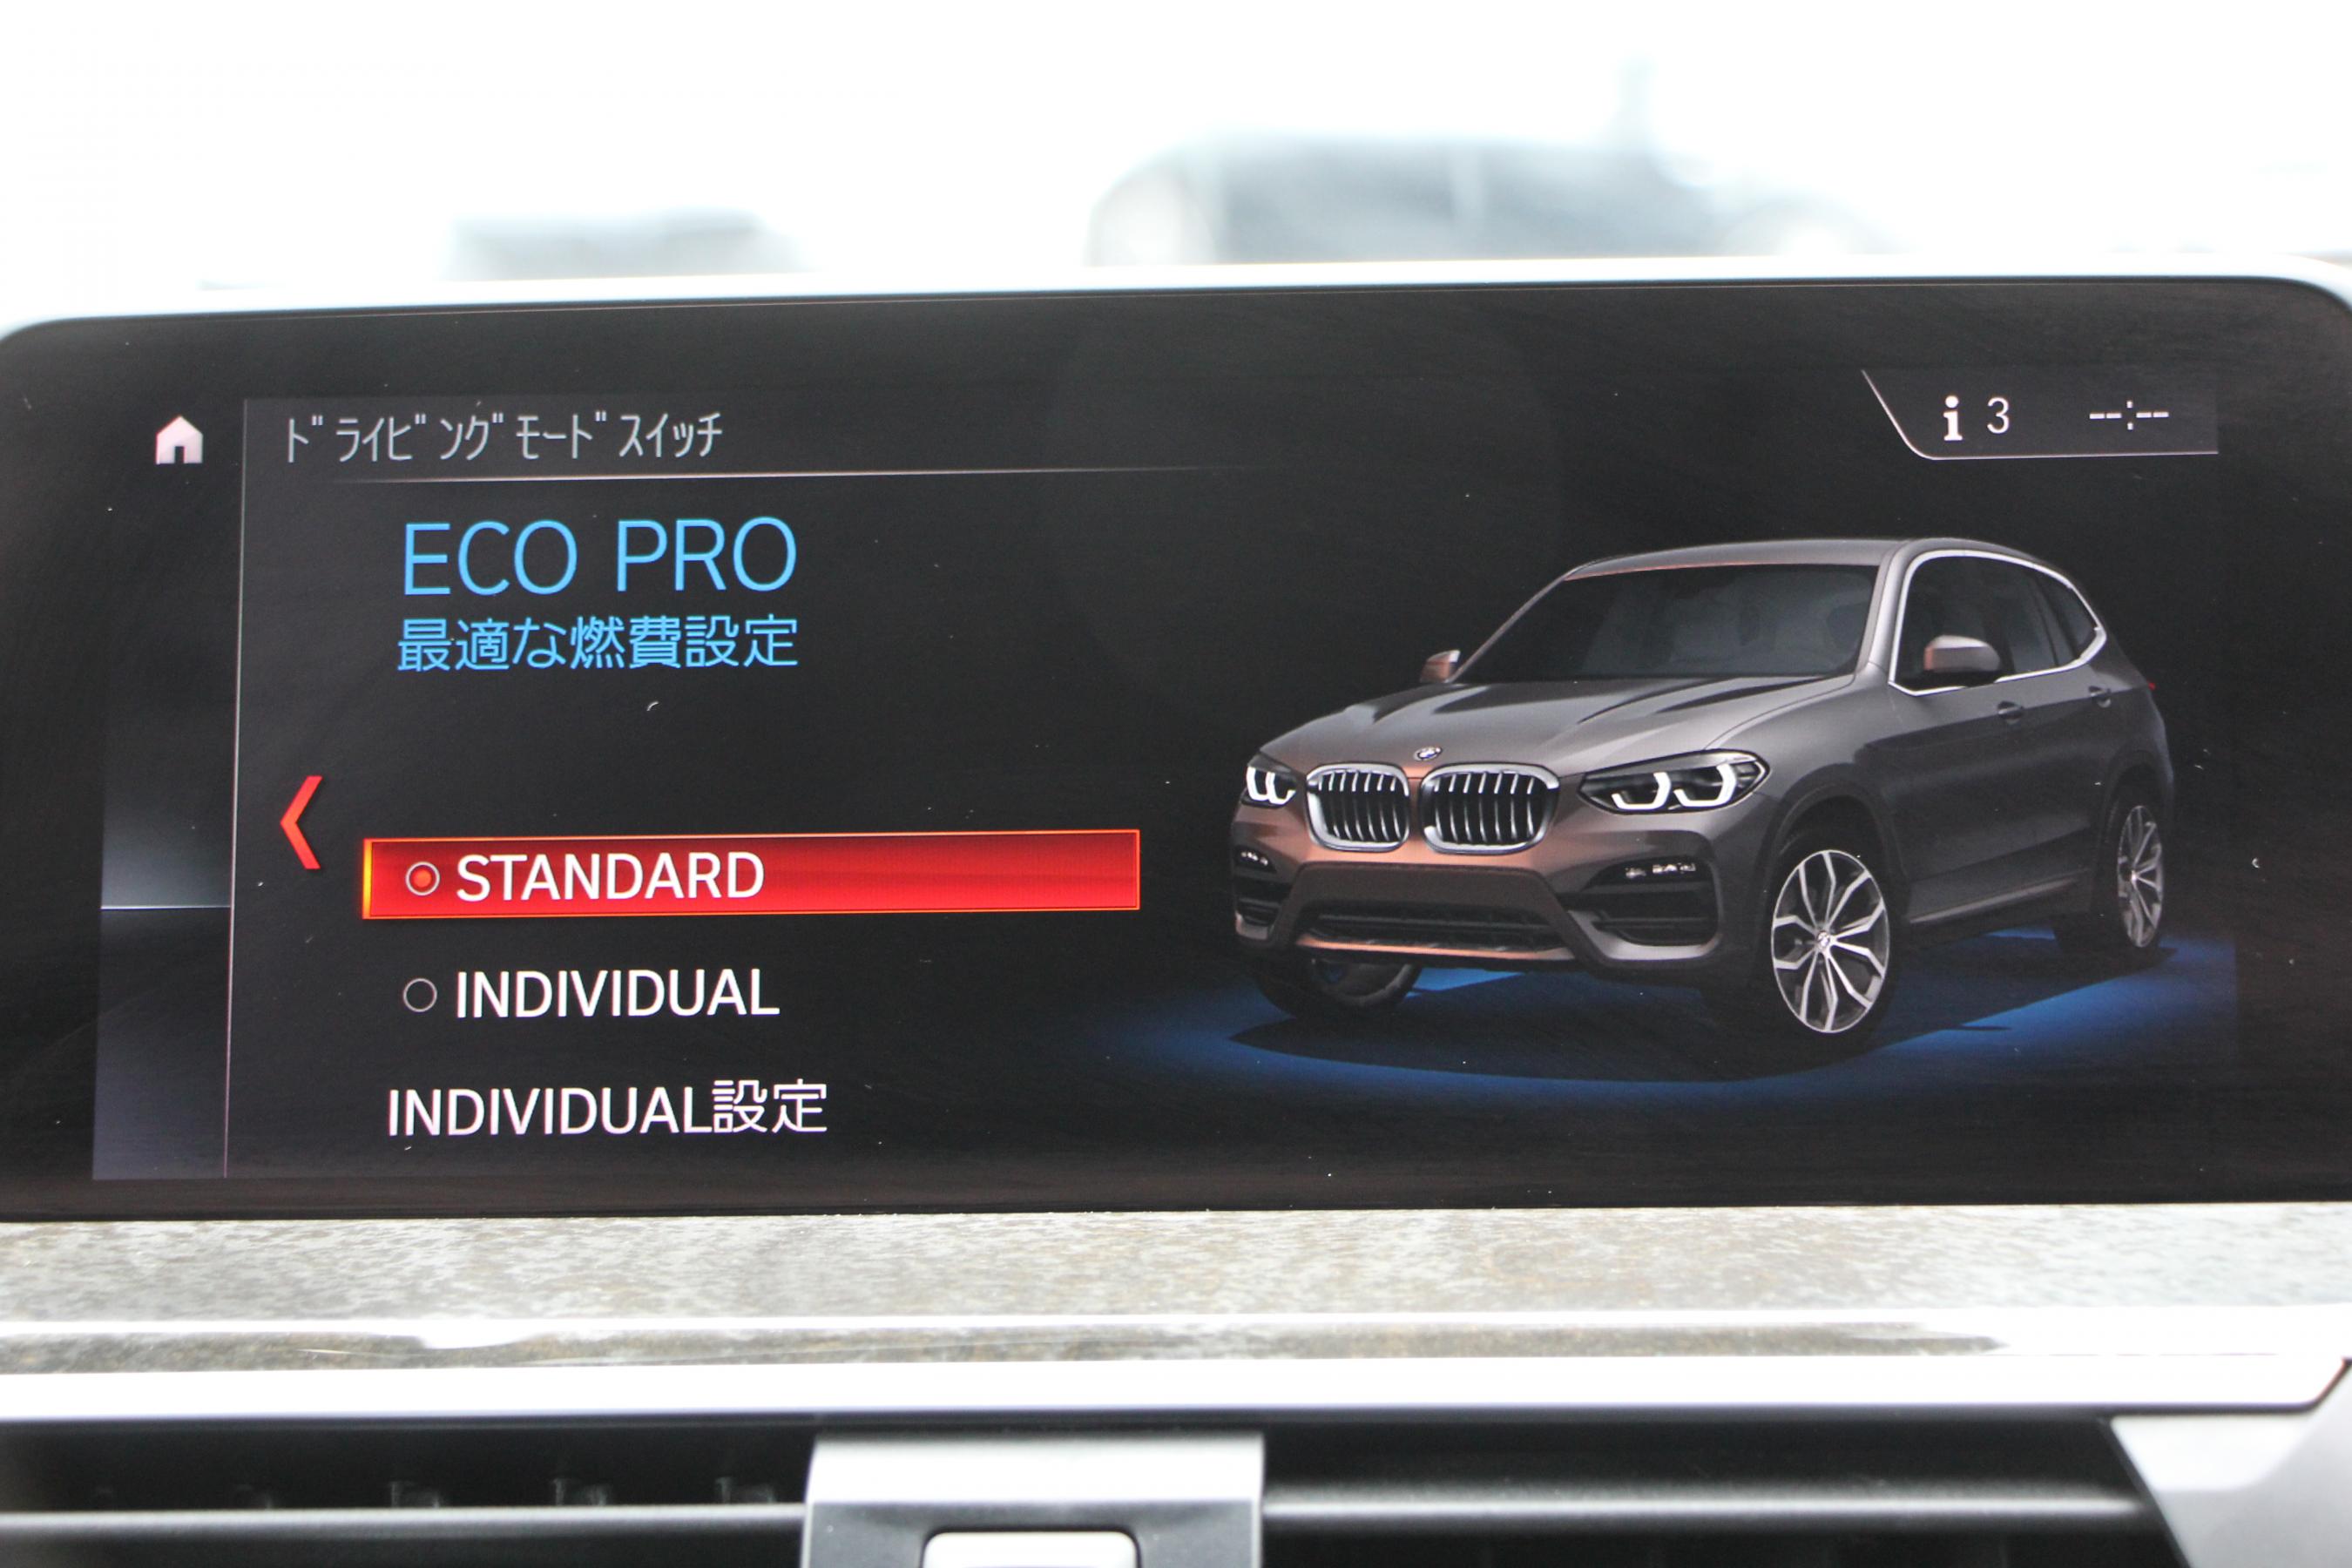 ﾄﾞﾗｲﾋﾞﾝｸﾞﾓｰﾄﾞｽｲｯﾁ
i 3 --:--
ECO PRO
最適な燃費設定
STANDARD
INDIVIDUAL
INDIVIDUAL設定